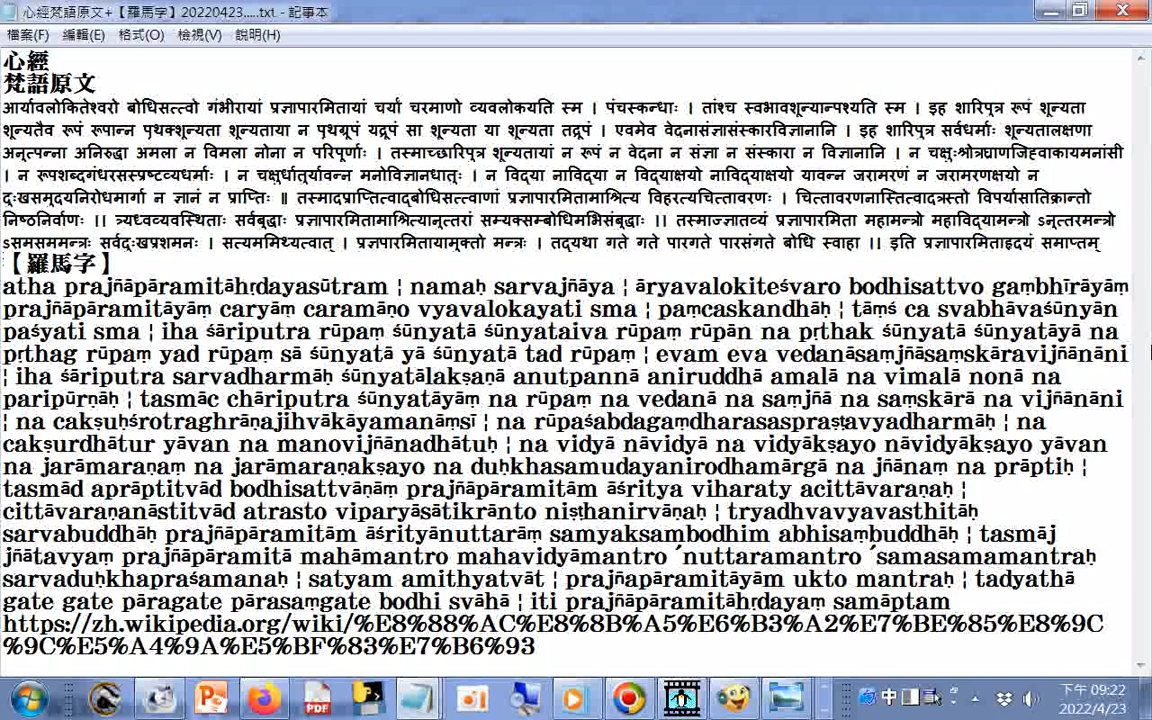 心經梵語原文+【羅馬字】20220423.....txt - 記事本
檔案(F) 編輯(E) 格式(O) 檢視(V) 說明(H)
心經
梵語原文
आर्यावलोकितेश्वरो बोधिसत्त्वो गंभीरायां प्रज्ञापारमितायां चर्यां चरमाणो व्यवलोकयति स्म । पंचस्कन्धाः । तांश्च स्वभावशून्यान्पश्यति स्म । इह शारिपुत्र रूपं शून्यता
शून्यतैव रूपं रूपान्न पृथक्शून्यता शून्यताया न पृथग्रूपं यद्रूपं सा शून्यता या शून्यता तद्रूपं । एवमेव वेदनासंज्ञासंस्कारविज्ञानानि । इह शारिपुत्र सर्वधर्माः शून्यतालक्षणा
अनुत्पन्ना अनिरुद्धा अमला न विमला नोना न परिपूर्णाः । तस्माच्छारिपुत्र शून्यतायां न रूपं न वेदना न संज्ञा न संस्कारा न विज्ञानानि । न चक्षुःश्रोत्रघ्राणजिह्वाकायमनांसी
। न रूपशब्दगंधरसस्प्रष्टव्यधर्माः । न चक्षुर्धातुर्यावन्न मनोविज्ञानधातुः । न विद्या नाविद्या न विद्याक्षयो नाविद्याक्षयो यावन्न जरामरणं न जरामरणक्षयो न
दुःखसमुदयनिरोधमार्गा न ज्ञानं न प्राप्तिः ॥ तस्मादप्राप्तित्वाद्बोधिसत्त्वाणां प्रज्ञापारमितामाश्रित्य विहरत्यचित्तावरणः । चित्तावरणनास्तित्वादत्रस्तो विपर्यासातिक्रान्तो
निष्ठनिर्वाणः ।। त्र्यध्वव्यवस्थिताः सर्वबुद्धाः प्रज्ञापारमितामाश्रित्यानुत्तरां सम्यक्सम्बोधिमभिसंबुद्धाः ।। तस्माज्ज्ञातव्यं प्रज्ञापारमिता महामन्त्रो महाविद्यामन्त्रो ऽनुत्तरमन्त्रो
ऽसमसममन्त्रः सर्वदुःखप्रशमनः । सत्यममिथ्यत्वात् । प्रज्ञपारमितायामुक्तो मन्त्रः । तद्यथा गते गते पारगते पारसंगते बोधि स्वाहा ।। इति प्रज्ञापारमिताहृदयं समाप्तम्
【羅馬字】
atha prajñāpāramitāhṛdayasūtram ¦ namaḥ sarvajñāya ¦ āryavalokiteśvaro bodhisattvo gaṃbhīrāyāṃ
prajñāpāramitāyāṃ caryāṃ caramāṇo vyavalokayati sma ¦ paṃcaskandhāḥ ¦ tāṃś ca svabhāvaśūnyān
paśyati sma ¦ iha śāriputra rūpaṃ śūnyatā śūnyataiva rūpaṃ rūpān na pṛthak śūnyatā śūnyatāyā na
pṛthag rūpaṃ yad rūpaṃ sā śūnyatā yā śūnyatā tad rūpaṃ ¦ evam eva vedanāsaṃjñāsaṃskāravijñānāni
¦ iha śāriputra sarvadharmāḥ śūnyatālakṣaṇā anutpannā aniruddhā amalā na vimalā nonā na
paripūrṇāḥ ¦ tasmāc chāriputra śūnyatāyāṃ na rūpaṃ na vedanā na saṃjñā na saṃskārā na vijñānāni
¦ na cakṣuḥśrotraghrāṇajihvākāyamanāṃsī ¦ na rūpaśabdagaṃdharasaspraṣṭavyadharmāḥ ¦ na
cakṣurdhātur yāvan na manovijñānadhātuḥ ¦ na vidyā nāvidyā na vidyākṣayo nāvidyākṣayo yāvan
na jarāmaraṇaṃ na jarāmaraṇakṣayo na duḥkhasamudayanirodhamārgā na jñānaṃ na prāptiḥ ¦
tasmād aprāptitvād bodhisattvāṇāṃ prajñāpāramitām āśritya viharaty acittāvaraṇaḥ ¦
cittāvaraṇanāstitvād atrasto viparyāsātikrānto niṣṭhanirvāṇaḥ ¦ tryadhvavyavasthitāḥ
sarvabuddhāḥ prajñāpāramitām āśrityānuttarāṃ samyaksambodhim abhisaṃbuddhāḥ ¦ tasmāj
jñātavyaṃ prajñāpāramitā mahāmantro mahavidyāmantro ´nuttaramantro ´samasamamantraḥ
sarvaduḥkhapraśamanaḥ ¦ satyam amithyatvāt ¦ prajñapāramitāyām ukto mantraḥ ¦ tadyathā
gate gate pāragate pārasaṃgate bodhi svāhā ¦ iti prajñāpāramitāhṛdayaṃ samāptam
https://zh.wikipedia.org/wiki/%E8%88%AC%E8%8B%A5%E6%B3%A2%E7%BE%85%E8%9C
%9C%E5%A4%9A%E5%BF%83%E7%B6%93
中
下午 09:22
2022/4/23